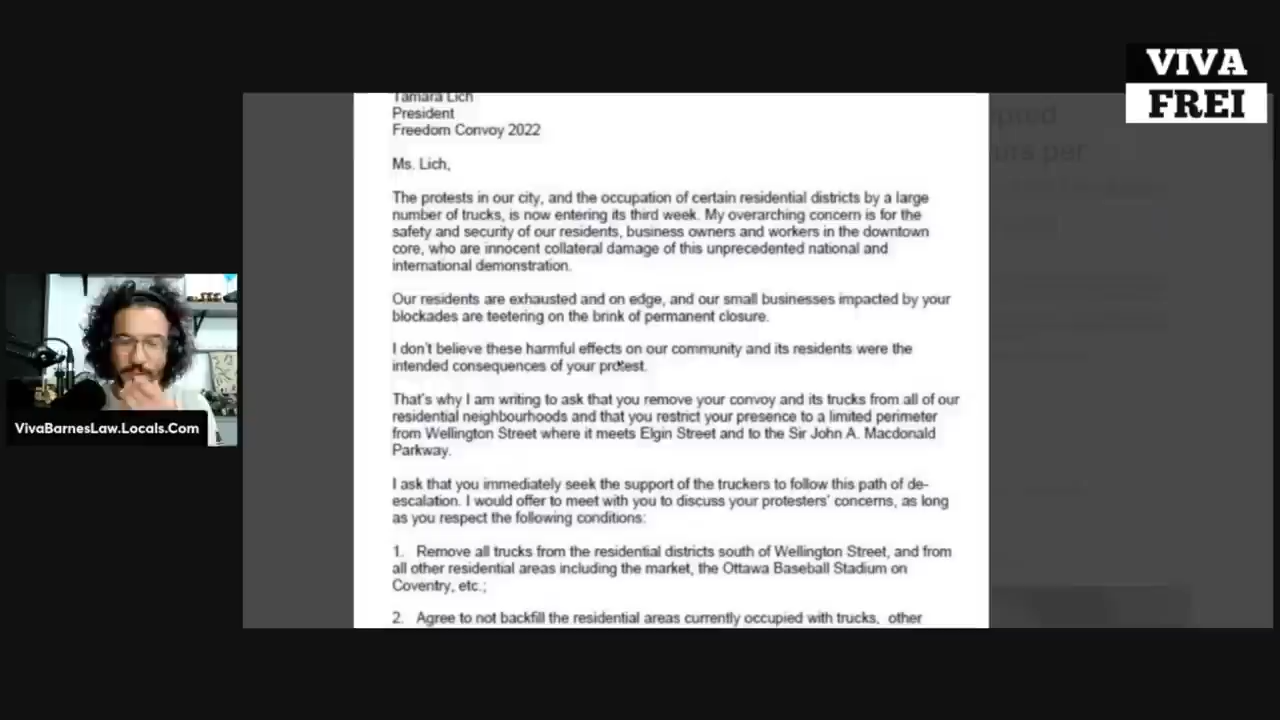 VIVA
FREI
Tamara Lich
President
Freedom Convoy 2022
Ms. Lich,
The protests in our city, and the occupation of certain residential districts by a large
number of trucks, is now entering its third week. My overarching concern is for the
safety and security of our residents, business owners and workers in the downtown
core, who are innocent collateral damage of this unprecedented national and
international demonstration.
Our residents are exhausted and on edge, and our small businesses impacted by your
blockades are teetering on the brink of permanent closure.
I don't believe these harmful effects on our community and its residents were the
intended consequences of your protest.
That's why I am writing to ask that you remove your convoy and its trucks from all of our
residential neighbourhoods and that you restrict your presence to a limited perimeter
from Wellington Street where it meets Elgin Street and to the Sir John A. Macdonald
Parkway.
I ask that you immediately seek the support of the truckers to follow this path of de-
escalation. I would offer to meet with you to discuss your protesters' concerns, as long
as you respect the following conditions:
1. Remove all trucks from the residential districts south of Wellington Street, and from
all other residential areas including the market, the Ottawa Baseball Stadium on
Coventry, etc.;
2. Agree to not backfill the residential areas currently occupied with trucks, other
VivaBarnesLaw.Locals.Com